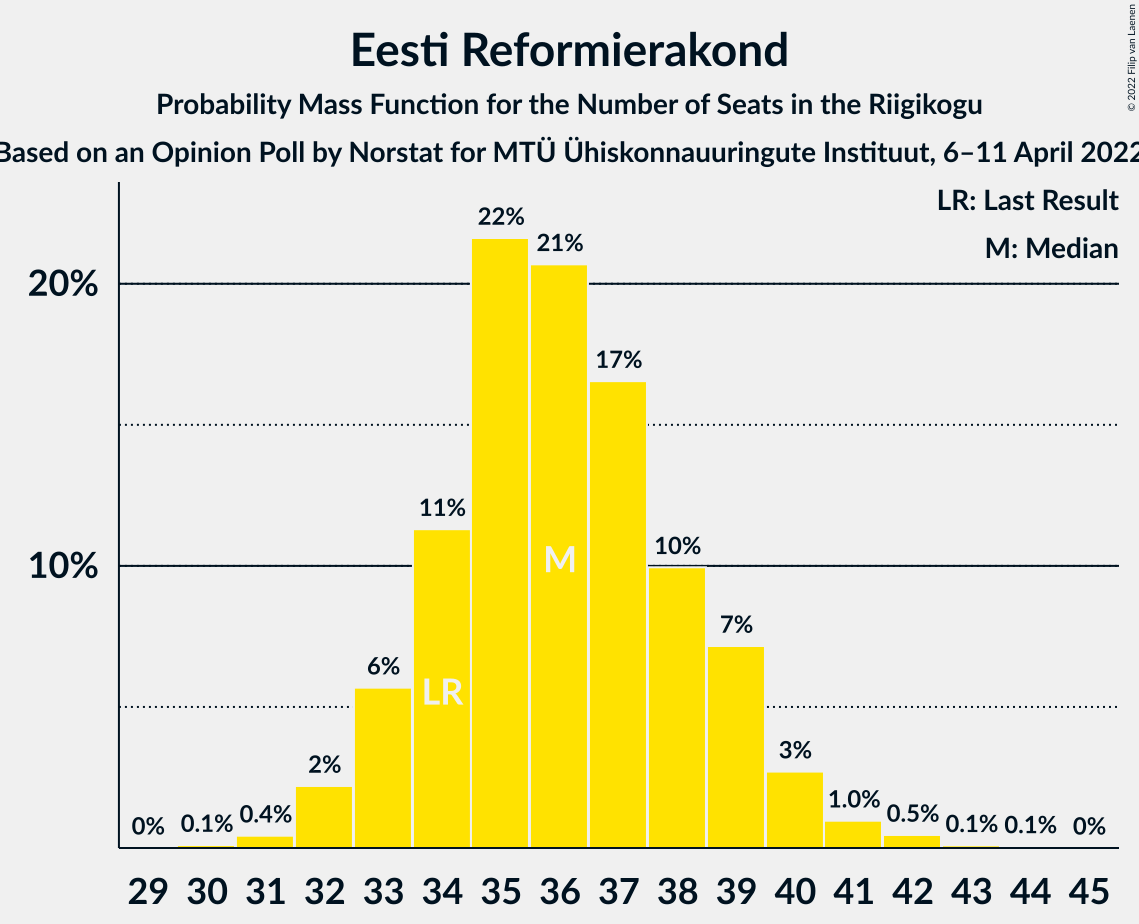 Eesti Reformierakond
Probability Mass Function for the Number of Seats in the Riigikogu
Based on an Opinion Poll by Norstat for MTÜ Ühiskonnauuringute Instituut, 6–11 April 2022
© 2022 Filip van Laenen
LR: Last Result
M: Median
20%
10%
0%
0.1%
0.4%
2%
6%
11%
22%
21%
17%
10%
7%
3%
1.0%
0.5%
0.1%
0.1%
0%
LR
M
29 30 31 32 33 34 35 36 37 38 39 40 41 42 43 44 45